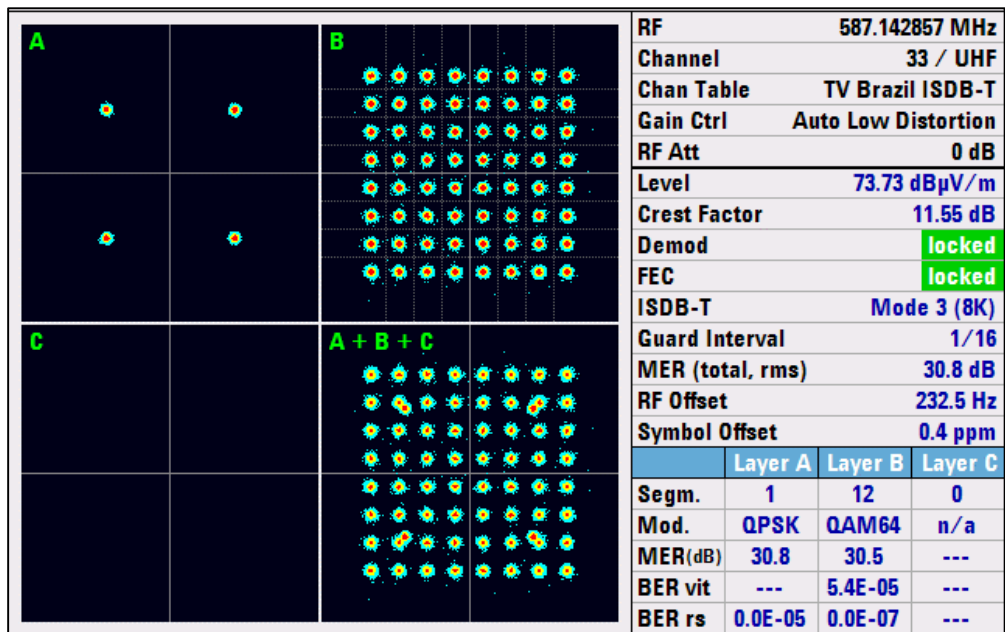 A
B
C
A + B + C
RF 587.142857 MHz
Channel 33 / UHF
Chan Table TV Brazil ISDB-T
Gain Ctrl Auto Low Distortion
RF Att 0 dB
Level 73.73 dBµV/m
Crest Factor 11.55 dB
Demod locked
FEC locked
ISDB-T Mode 3 (8K)
Guard Interval 1/16
MER (total, rms) 30.8 dB
RF Offset 232.5 Hz
Symbol Offset 0.4 ppm
Layer A Layer B Layer C
Segm. 1 12 0
Mod. QPSK QAM64 n/a
MER(dB) 30.8 30.5 ---
BER vit --- 5.4E-05 ---
BER rs 0.0E-05 0.0E-07 ---